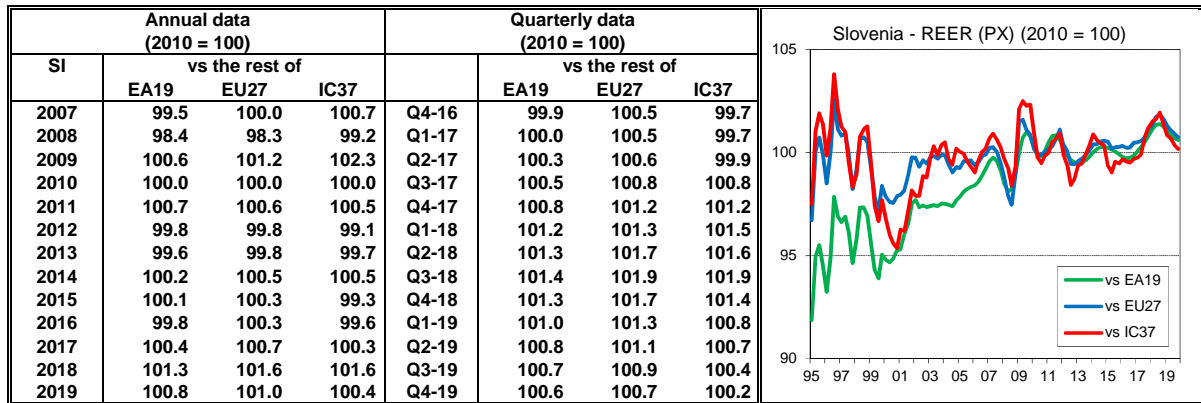 Annual data Quarterly data
(2010 = 100) (2010 = 100)
SI vs the rest of vs the rest of
EA19 EU27 IC37 EA19 EU27 IC37
2007 99.5 100.0 100.7 Q4-16 99.9 100.5 99.7
2008 98.4 98.3 99.2 Q1-17 100.0 100.5 99.7
2009 100.6 101.2 102.3 Q2-17 100.3 100.6 99.9
2010 100.0 100.0 100.0 Q3-17 100.5 100.8 100.8
2011 100.7 100.6 100.5 Q4-17 100.8 101.2 101.2
2012 99.8 99.8 99.1 Q1-18 101.2 101.3 101.5
2013 99.6 99.8 99.7 Q2-18 101.3 101.7 101.6
2014 100.2 100.5 100.5 Q3-18 101.4 101.9 101.9
2015 100.1 100.3 99.3 Q4-18 101.3 101.7 101.4
2016 99.8 100.3 99.6 Q1-19 101.0 101.3 100.8
2017 100.4 100.7 100.3 Q2-19 100.8 101.1 100.7
2018 101.3 101.6 101.6 Q3-19 100.7 100.9 100.4
2019 100.8 101.0 100.4 Q4-19 100.6 100.7 100.2
Slovenia - REER (PX) (2010 = 100)
105
100
95
90
vs EA19
vs EU27
vs IC37
95 97 99 01 03 05 07 09 11 13 15 17 19